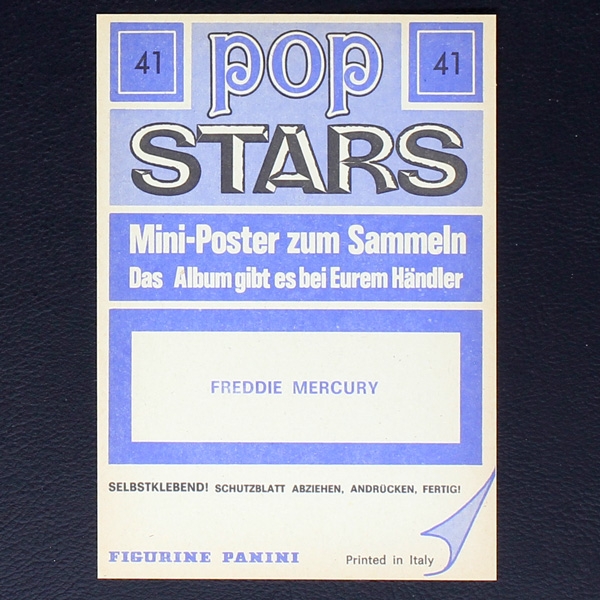 41 pop 41
STARS
Mini-Poster zum Sammeln
Das Album gibt es bei Eurem Händler
FREDDIE MERCURY
SELBSTKLEBEND! SCHUTZBLATT ABZIEHEN, ANDRÜCKEN, FERTIG!
FIGURINE PANINI Printed in Italy